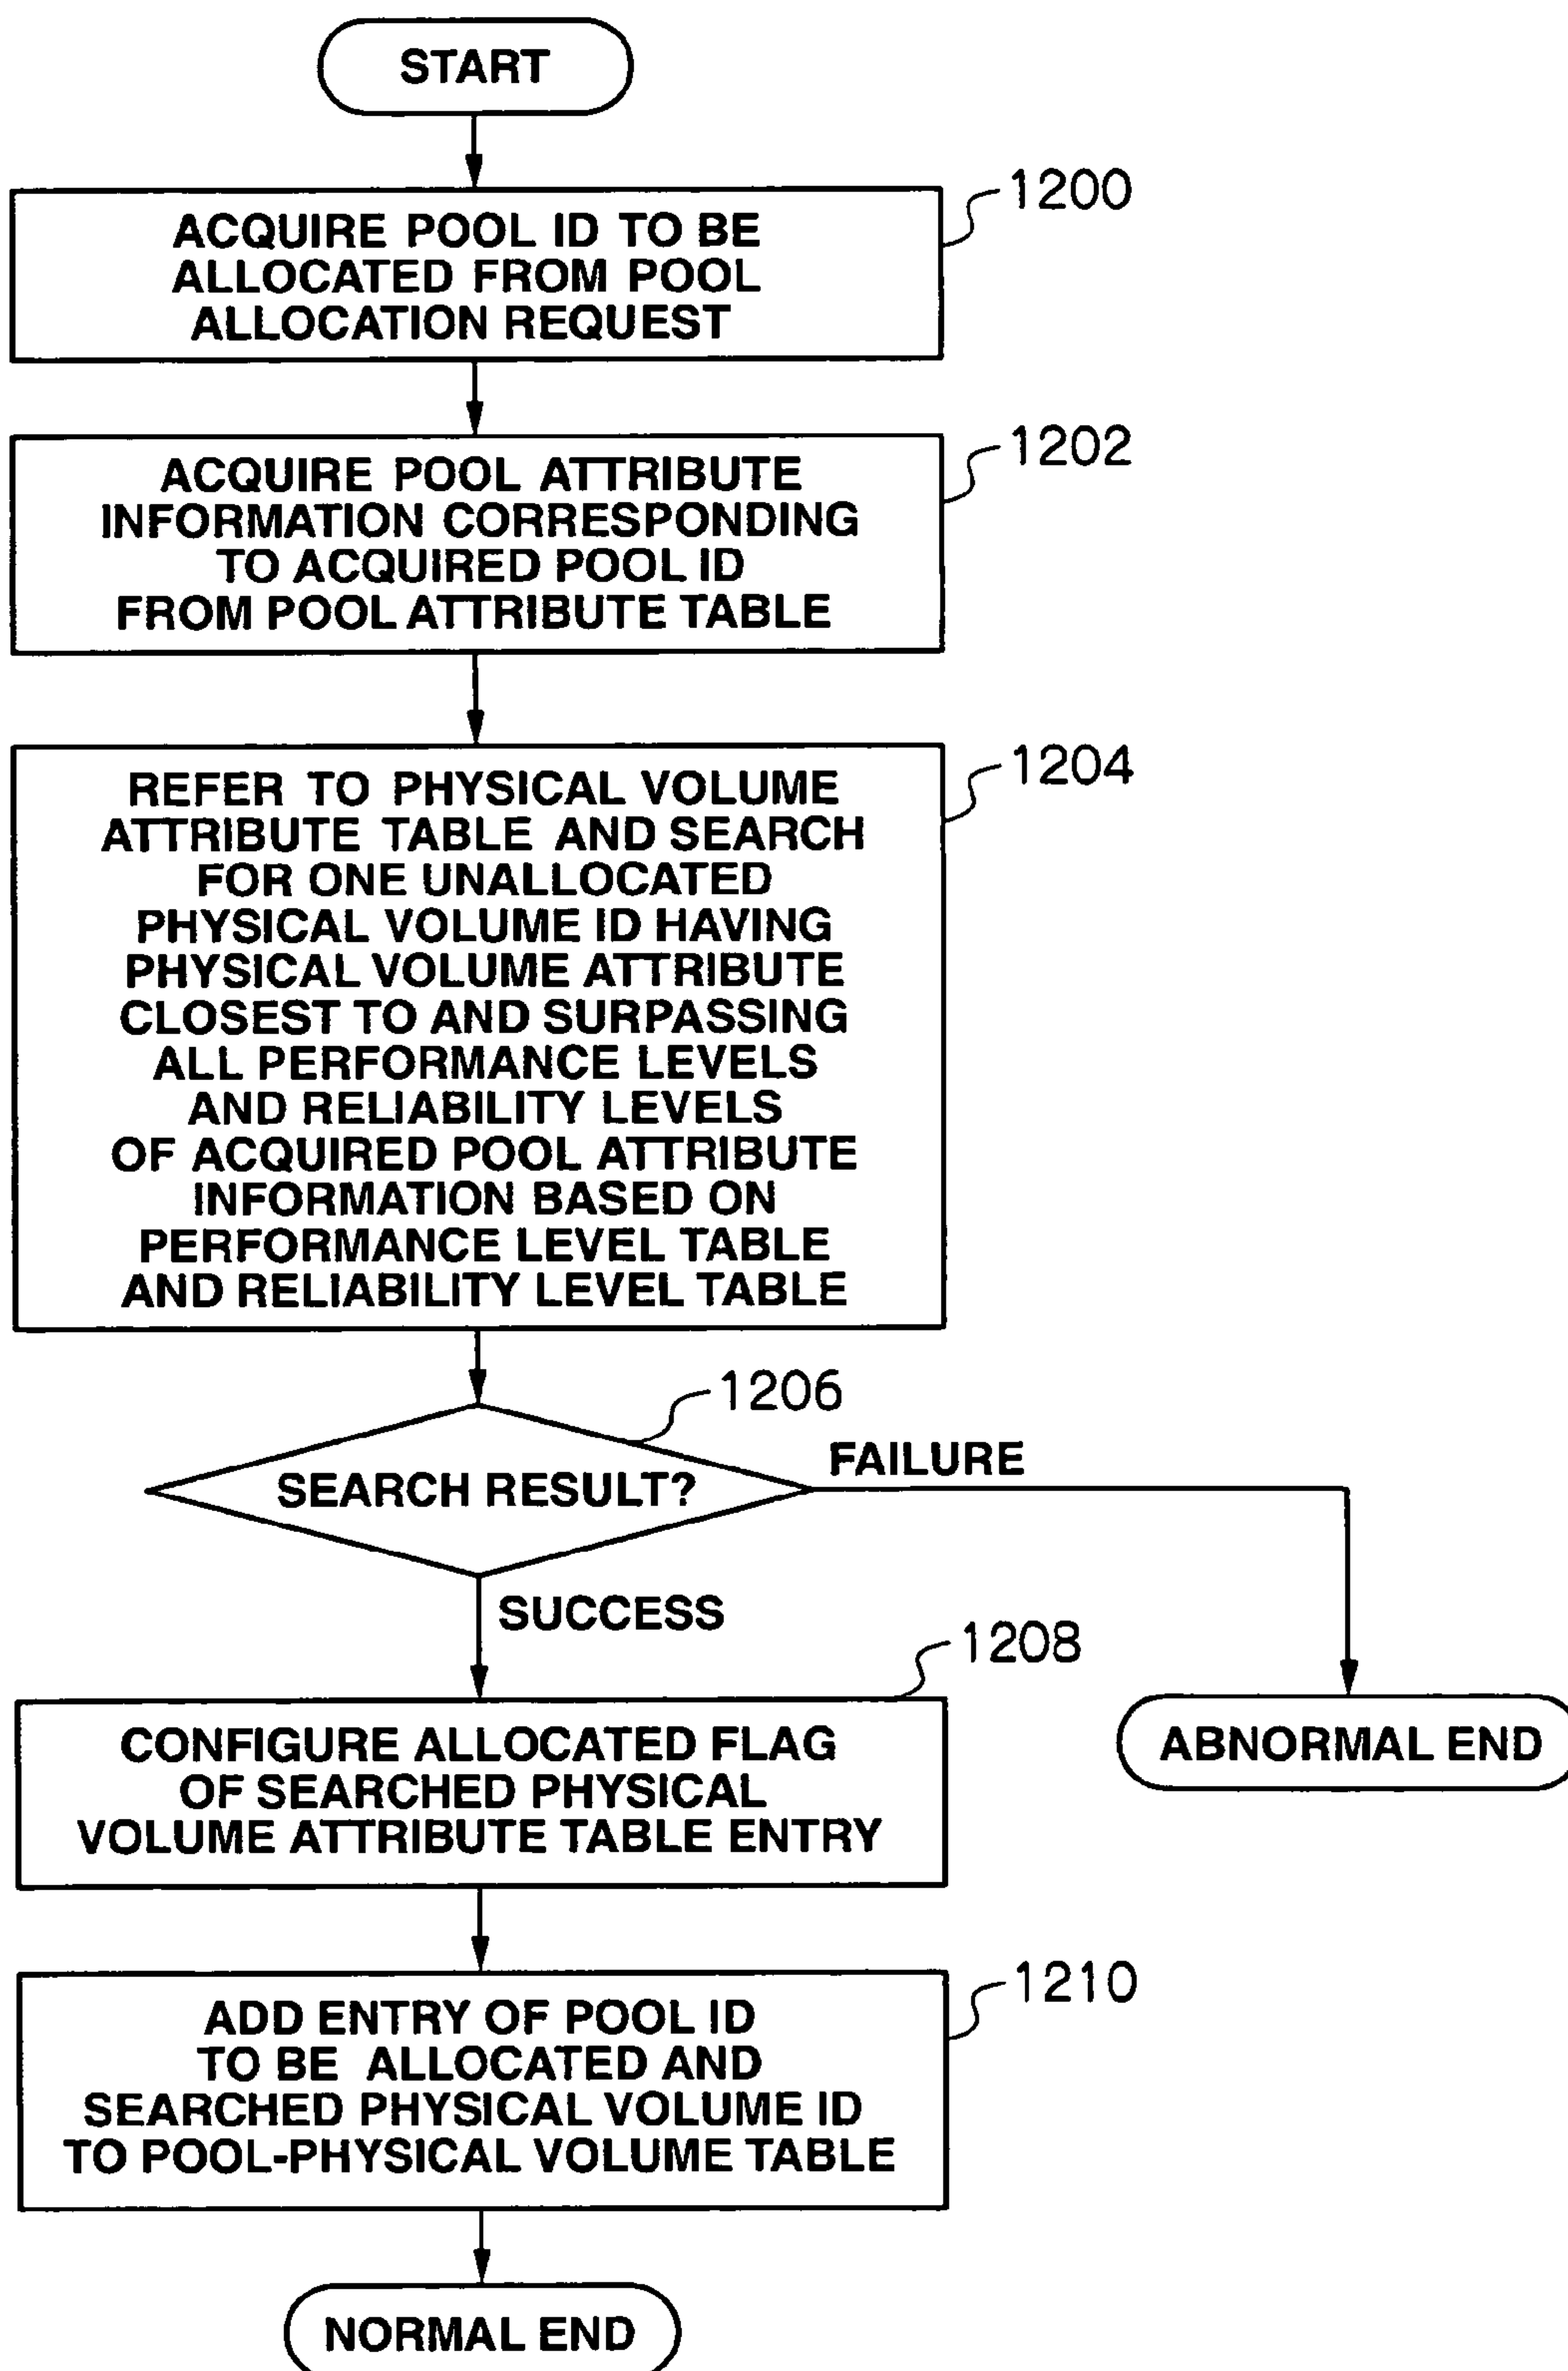 START
1200
ACQUIRE POOL ID TO BE
ALLOCATED FROM POOL
ALLOCATION REQUEST
1202
ACQUIRE POOL ATTRIBUTE
INFORMATION CORRESPONDING
TO ACQUIRED POOL ID
FROM POOL ATTRIBUTE TABLE
1204
REFER TO PHYSICAL VOLUME
ATTRIBUTE TABLE AND SEARCH
FOR ONE UNALLOCATED
PHYSICAL VOLUME ID HAVING
PHYSICAL VOLUME ATTRIBUTE
CLOSEST TO AND SURPASSING
ALL PERFORMANCE LEVELS
AND RELIABILITY LEVELS
OF ACQUIRED POOL ATTRIBUTE
INFORMATION BASED ON
PERFORMANCE LEVEL TABLE
AND RELIABILITY LEVEL TABLE
1206
SEARCH RESULT?
FAILURE
SUCCESS
1208
CONFIGURE ALLOCATED FLAG
OF SEARCHED PHYSICAL
VOLUME ATTRIBUTE TABLE ENTRY
ABNORMAL END
1210
ADD ENTRY OF POOL ID
TO BE ALLOCATED AND
SEARCHED PHYSICAL VOLUME ID
TO POOL-PHYSICAL VOLUME TABLE
NORMAL END